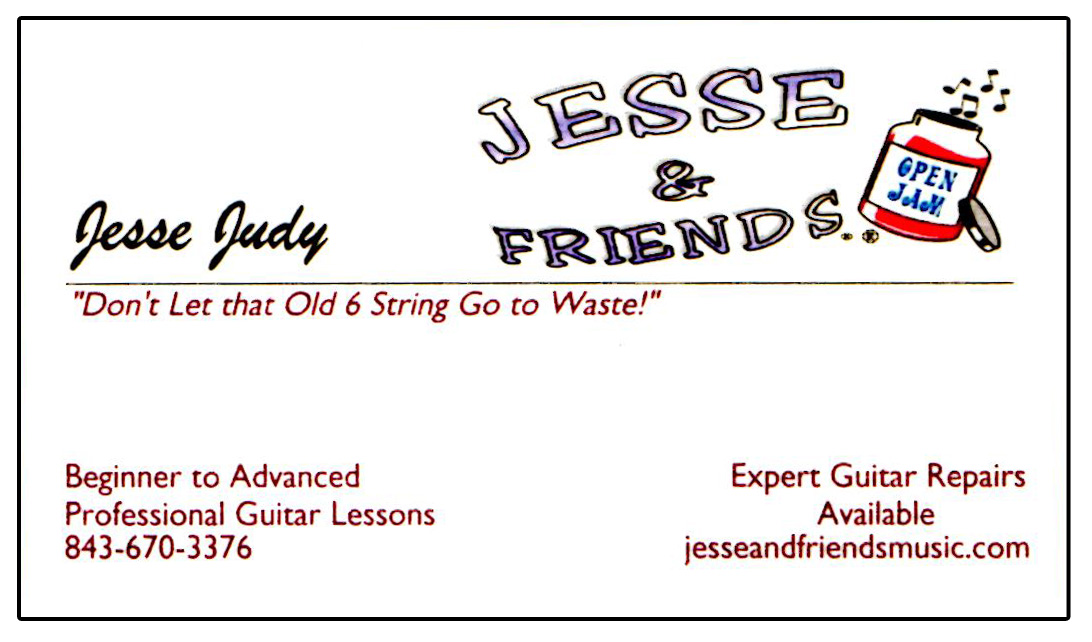 JESSE
&
FRIENDS..®
OPEN
JAM
Jesse Judy
"Don't Let that Old 6 String Go to Waste!"
Beginner to Advanced
Professional Guitar Lessons
843-670-3376
Expert Guitar Repairs
Available
jesseandfriendsmusic.com